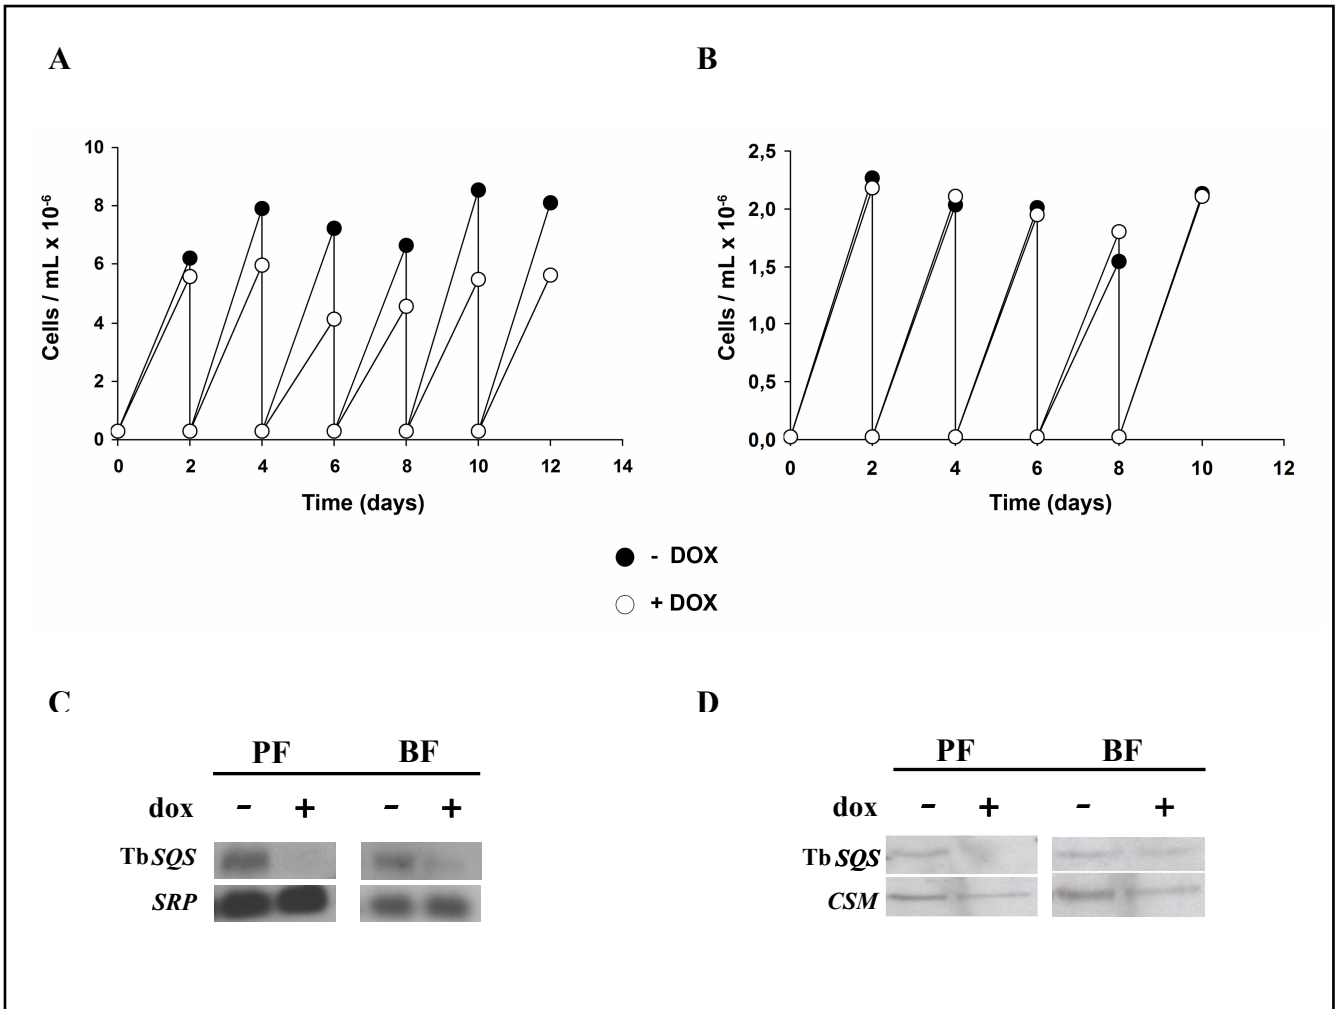 A
B
10
8
6
4
2
0
Cells / mL x 10-6
0 2 4 6 8 10 12 14
Time (days)
2,5
2,0
1,5
1,0
0,5
0,0
Cells / mL x 10-6
0 2 4 6 8 10 12
Time (days)
- DOX
+ DOX
C
PF BF
dox - + - +
TbSQS
SRP
D
PF BF
dox - + - +
TbSQS
CSM